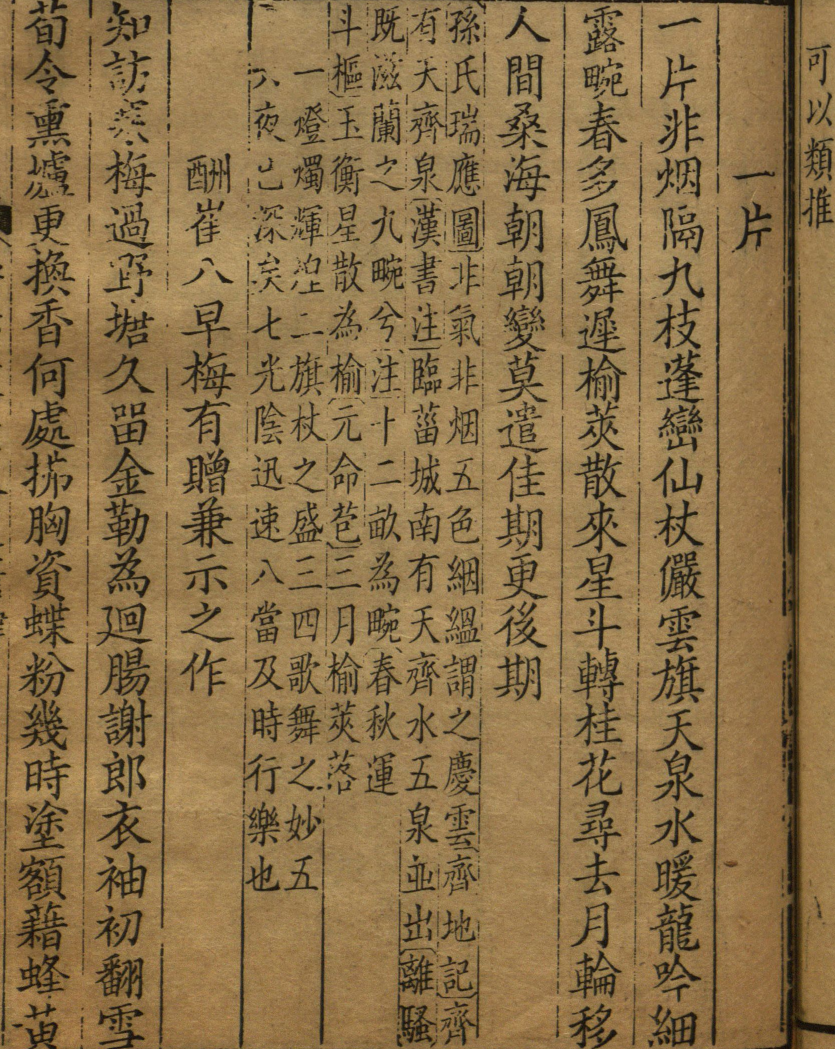 可以類推
一片
一片非烟隔九枝蓬巒仙杖儼雲旗天泉水暖龍吟細
露畹春多鳳舞遲榆莢散來星斗轉桂花尋去月輪移
人間桑海朝朝變莫遣佳期更後期
孫氏瑞應圖非氣非烟五色絪縕謂之慶雲齊地記齊
有天齊泉漢書注臨菑城南有天齊水五泉並出離騷
既滋蘭之九畹兮注十二畝為畹春秋運
斗樞玉衡星散為榆元命苞三月榆莢落
一燈燭輝煌二旗杖之盛三四歌舞之妙五
六夜已深矣七光陰迅速八當及時行樂也
酬崔八早梅有贈兼示之作
知訪寒梅過野塘久留金勒為迴腸謝郎衣袖初翻雪
荀令熏爐更換香何處拂胸資蝶粉幾時塗額藉蜂黄